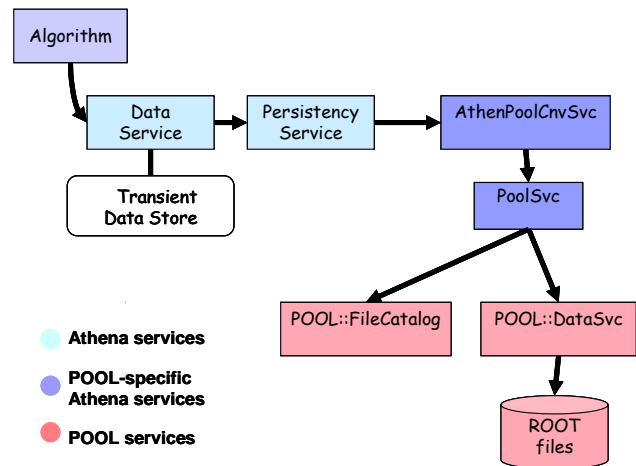 Algorithm
Data
Service
Persistency
Service
AthenPoolCnvSvc
Transient
Data Store
PoolSvc
POOL::FileCatalog
POOL::DataSvc
Athena services
POOL-specific
Athena services
POOL services
ROOT
files